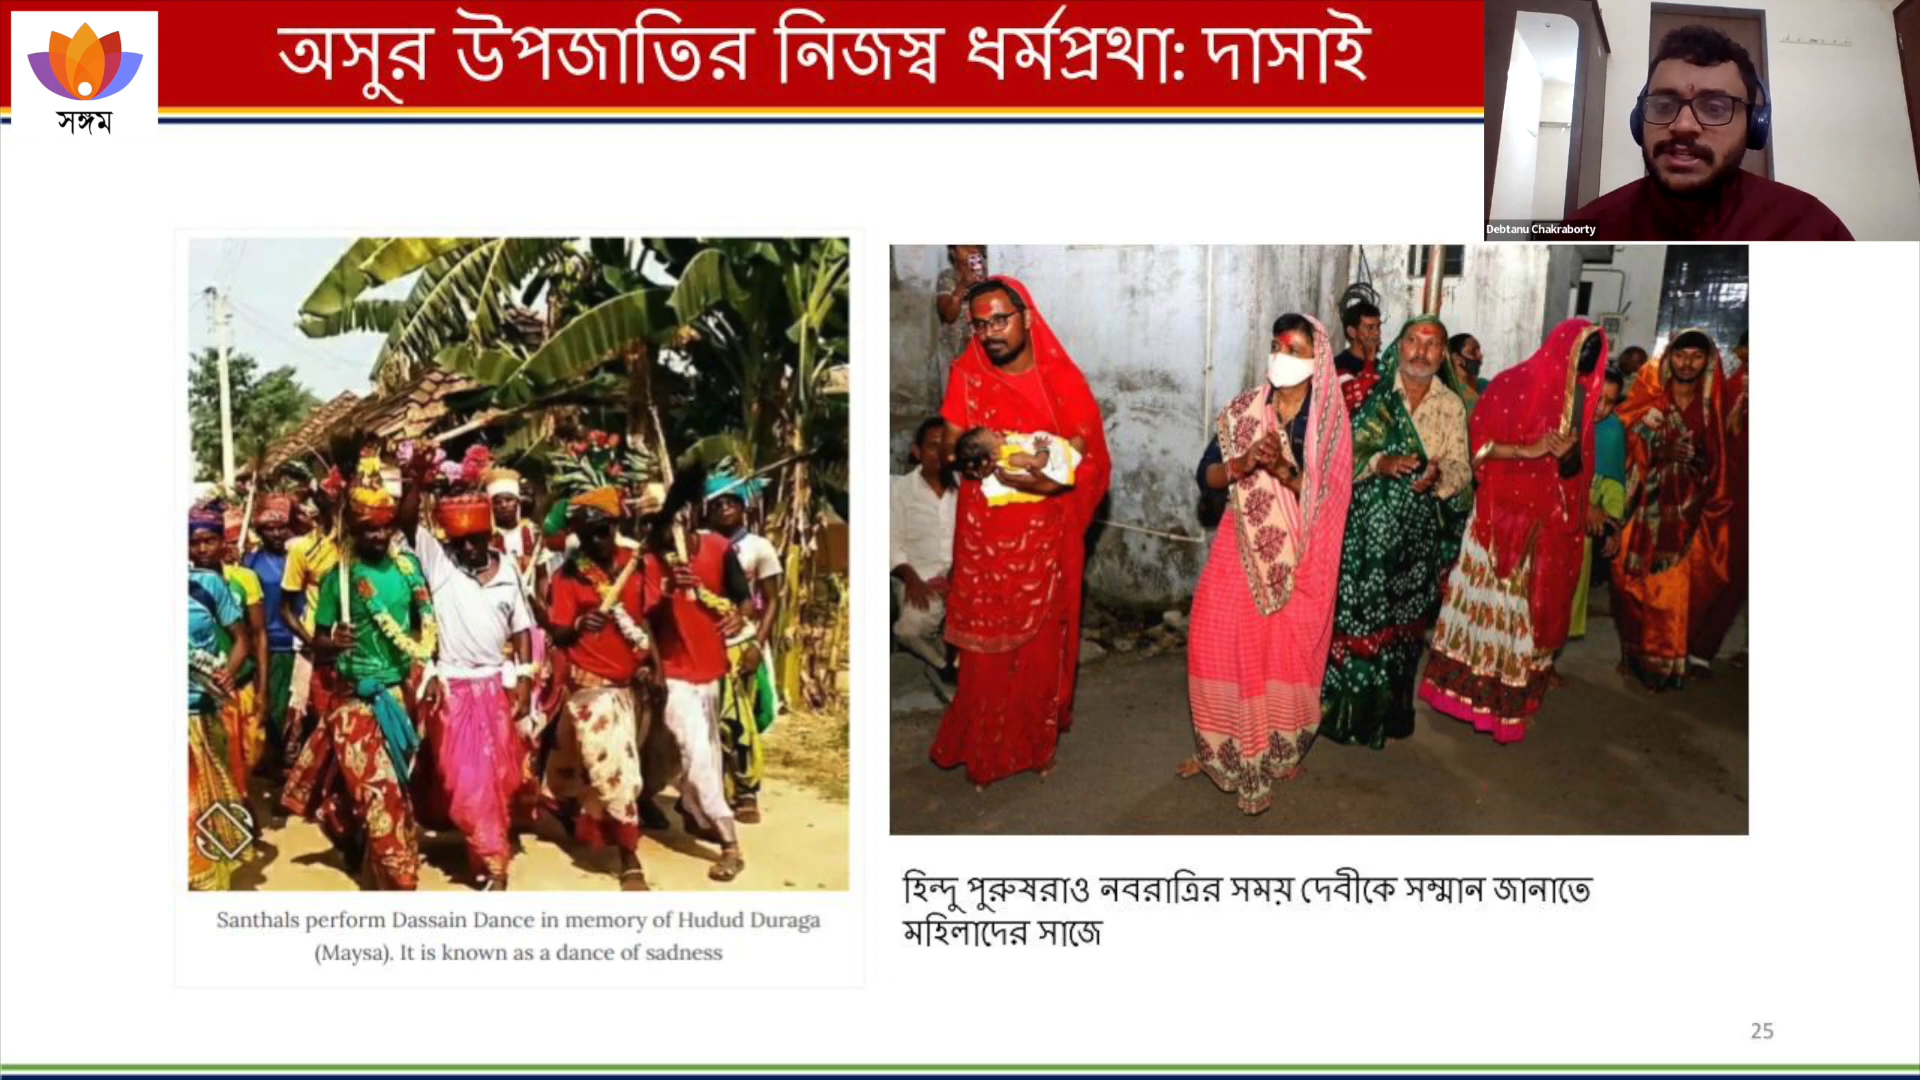 অসুর উপজাতির নিজস্ব ধর্মপ্রথা: দাসাই
সঙ্গম
Debtanu Chakraborty
Santhals perform Dassain Dance in memory of Hudud Duraga
(Maysa). It is known as a dance of sadness
হিন্দু পুরুষরাও নবরাত্রির সময় দেবীকে সম্মান জানাতে
মহিলাদের সাজে
25